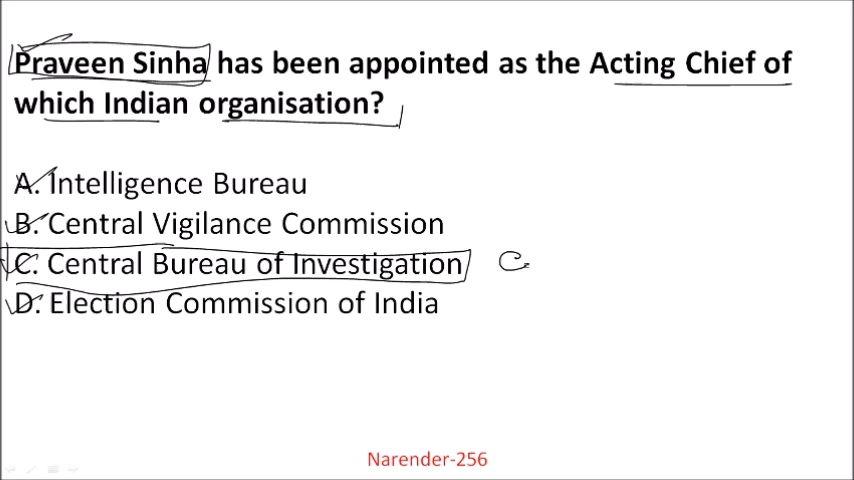 Praveen Sinha has been appointed as the Acting Chief of
which Indian organisation?
A. Intelligence Bureau
B. Central Vigilance Commission
C. Central Bureau of Investigation C
D. Election Commission of India
Narender-256